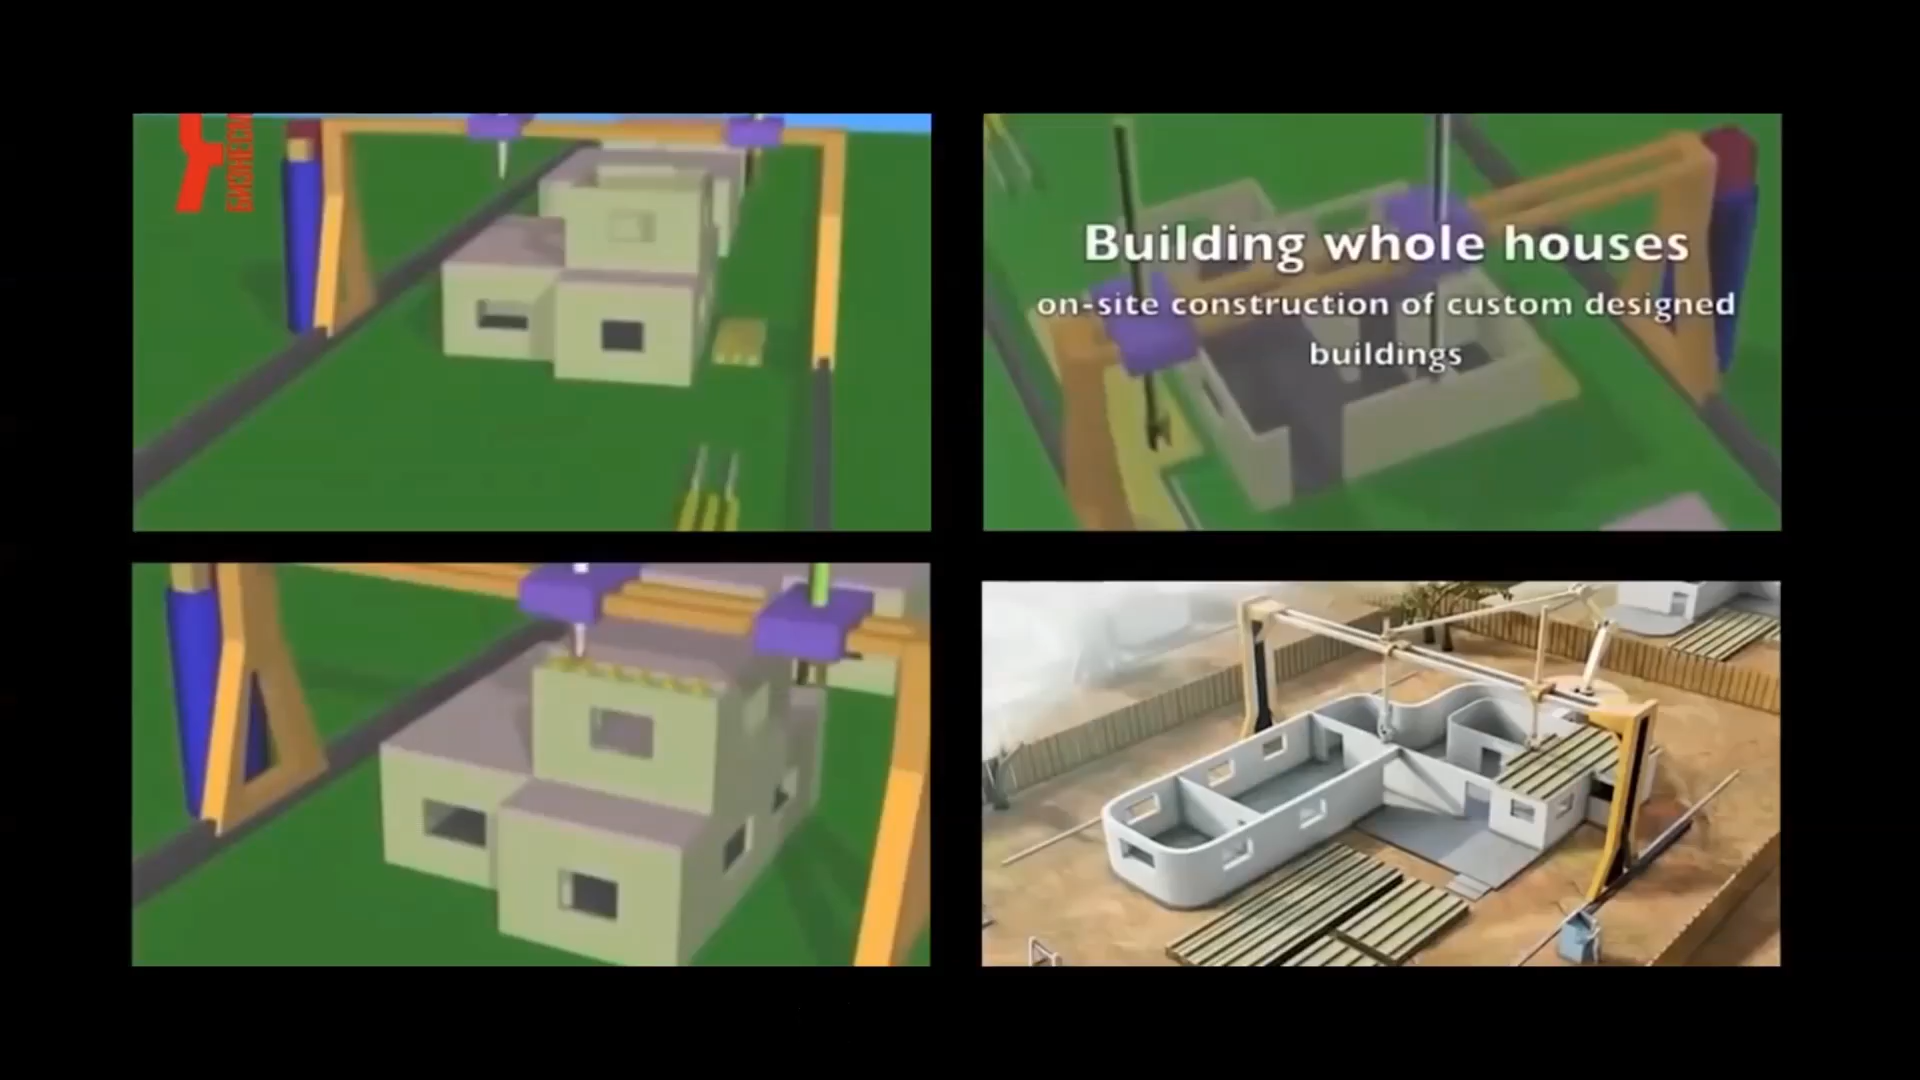 Building whole houses
on-site construction of custom designed
buildings